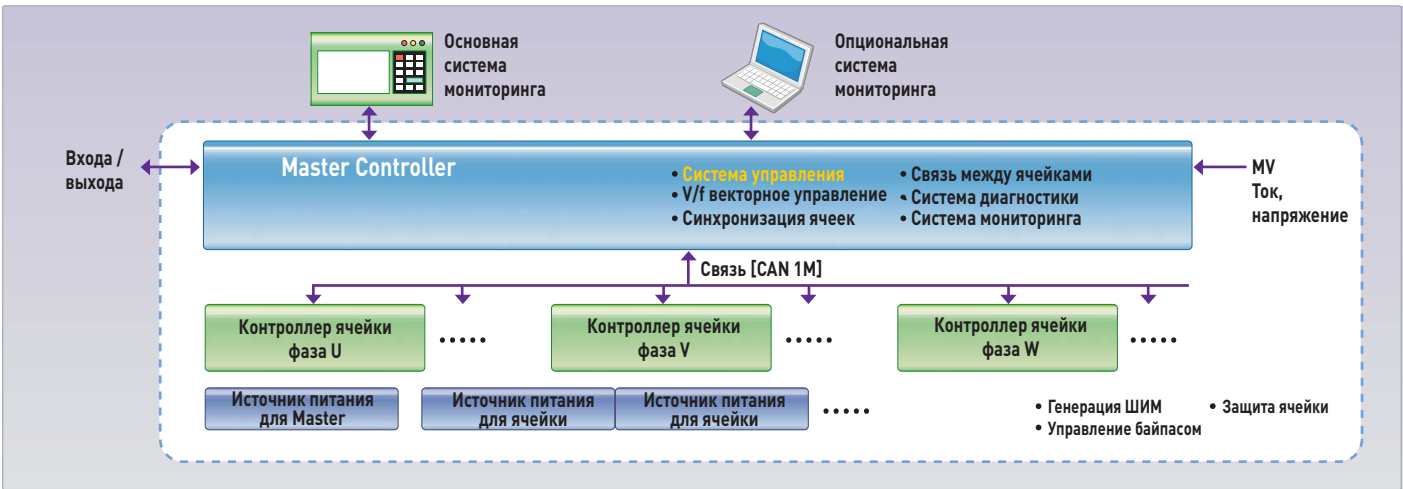 Основная
система
мониторинга
Опциональная
система
мониторинга
Входа /
выхода
Master Controller
• Система управления
• V/f векторное управление
• Синхронизация ячеек
• Связь между ячейками
• Система диагностики
• Система мониторинга
MV
Ток,
напряжение
Связь [CAN 1M]
Контроллер ячейки
фаза U
•••••
Контроллер ячейки
фаза V
•••••
Контроллер ячейки
фаза W
•••••
Источник питания
для Master
Источник питания
для ячейки
Источник питания
для ячейки
•••••
• Генерация ШИМ
• Управление байпасом
• Защита ячейки